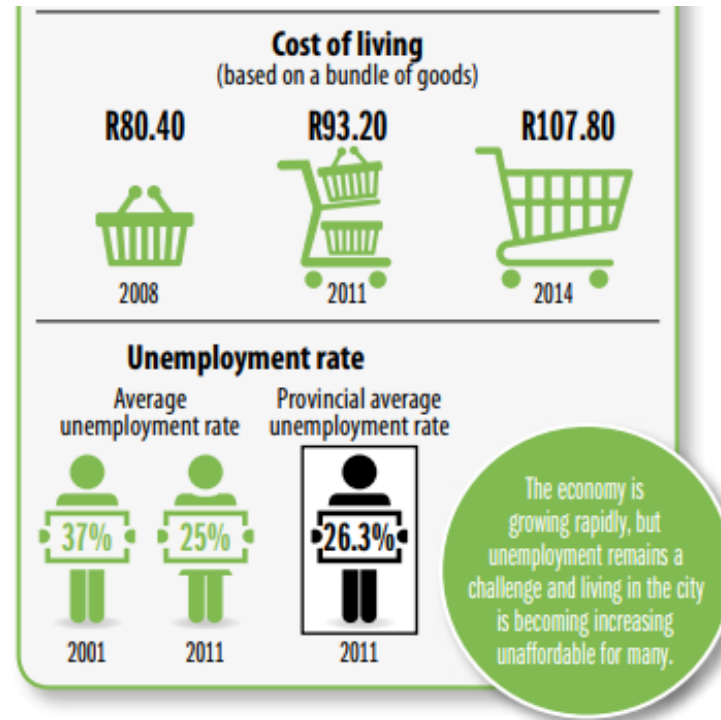 Cost of living
(based on a bundle of goods)
R80.40
R93.20
R107.80
2008
2011
2014
Unemployment rate
Average
unemployment rate
Provincial average
unemployment rate
37%
25%
26.3%
2001
2011
2011
The economy is
growing rapidly, but
unemployment remains a
challenge and living in the city
is becoming increasing
unaffordable for many.